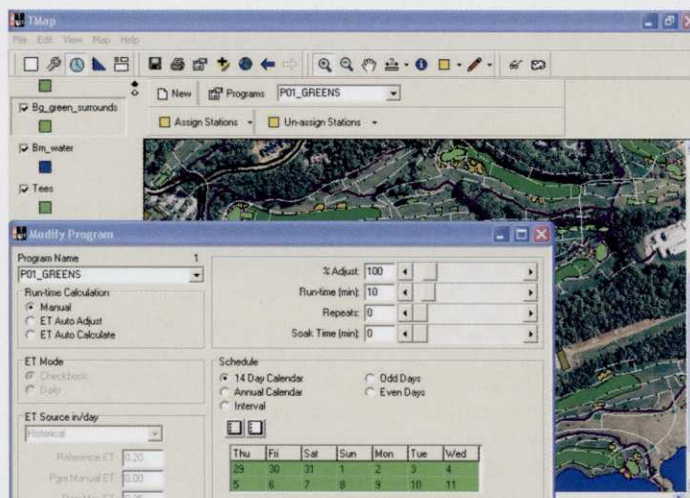 TMap
File Edit View Map Help
Bg_green_surrounds
New Programs P01_GREENS
Assign Stations Un-assign Stations
Bm_water
Tees
Modify Program
Program Name 1
P01_GREENS
Run-time Calculation
Manual
ET Auto Adjust
ET Auto Calculate
ET Mode
Checkbook
Daily
ET Source in/day
Historical
Reference ET: 0.20
Pgm Manual ET: 0.00
% Adjust: 100
Run-time (min): 10
Repeats: 0
Soak Time (min): 0
Schedule
14 Day Calendar Odd Days
Annual Calendar Even Days
Interval
Thu Fri Sat Sun Mon Tue Wed
29 30 31 1 2 3 4
5 6 7 8 9 10 11